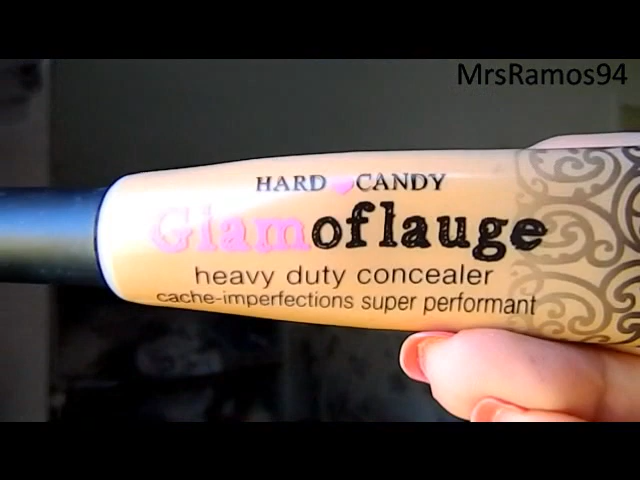 MrsRamos94
HARD CANDY
Glamoflauge
heavy duty concealer
cache-imperfections super performant